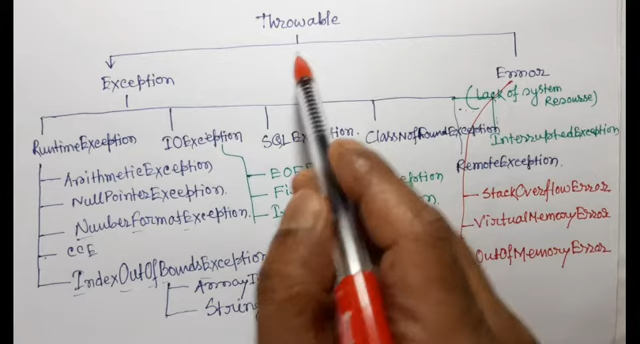 Throwable
Exception
Error
(Lack of system
Resourse)
RuntimeException
IOException
ClassNotFoundException
InterruptedException
RemoteException.
ArithmeticException
NullPointerException.
NumberFormatException.
CCE
IndexOutOfBoundsException
StackOverflowError
VirtualMemoryError
OutOfMemoryError